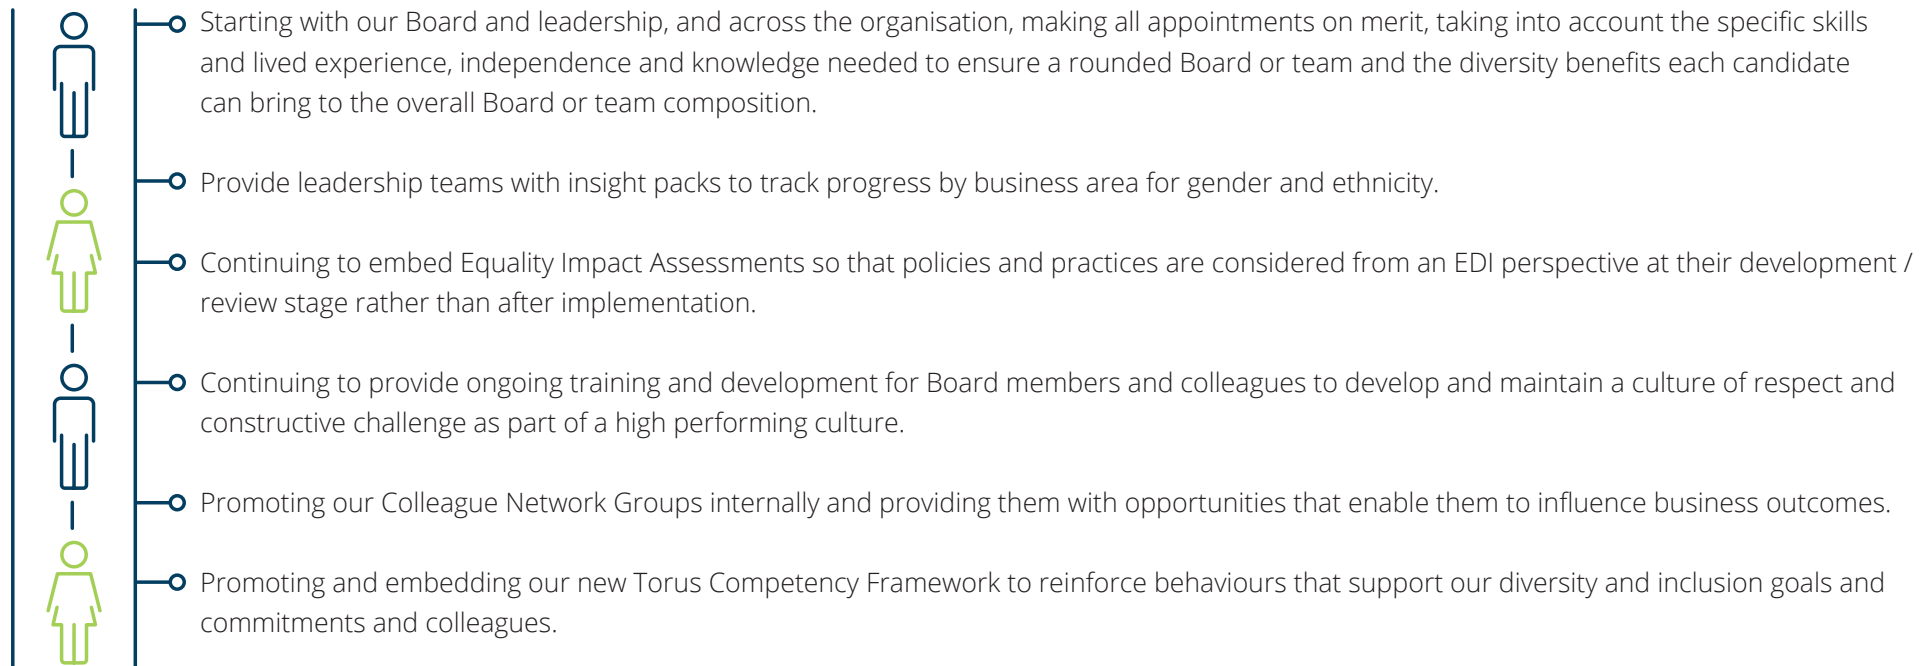 Starting with our Board and leadership, and across the organisation, making all appointments on merit, taking into account the specific skills
and lived experience, independence and knowledge needed to ensure a rounded Board or team and the diversity benefits each candidate
can bring to the overall Board or team composition.
Provide leadership teams with insight packs to track progress by business area for gender and ethnicity.
Continuing to embed Equality Impact Assessments so that policies and practices are considered from an EDI perspective at their development /
review stage rather than after implementation.
Continuing to provide ongoing training and development for Board members and colleagues to develop and maintain a culture of respect and
constructive challenge as part of a high performing culture.
Promoting our Colleague Network Groups internally and providing them with opportunities that enable them to influence business outcomes.
Promoting and embedding our new Torus Competency Framework to reinforce behaviours that support our diversity and inclusion goals and
commitments and colleagues.